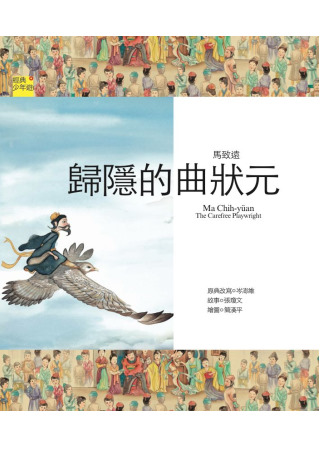 經典
少年遊
馬致遠
歸隱的曲狀元
Ma Chih-yüan
The Carefree Playwright
原典改寫○岑澎維
故事○張瓊文
繪圖○簡漢平